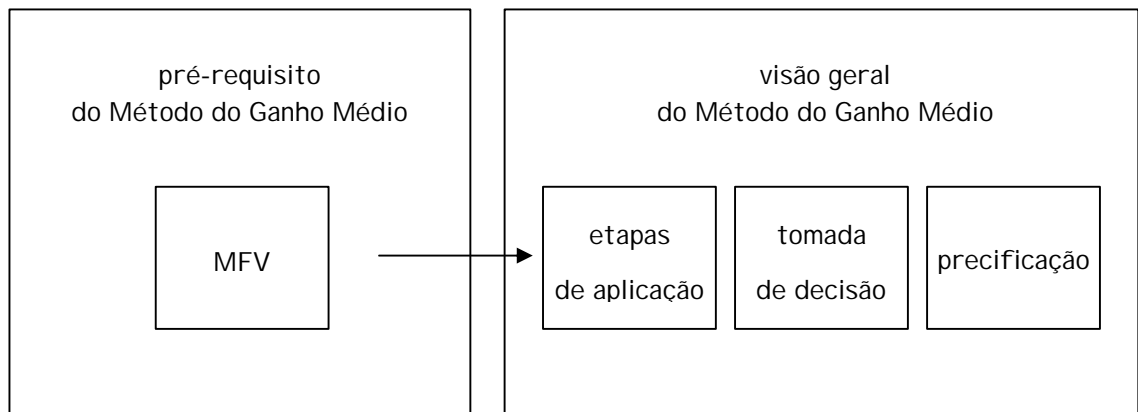 pré-requisito
do Método do Ganho Médio
MFV
visão geral
do Método do Ganho Médio
etapas
de aplicação
tomada
de decisão
precificação